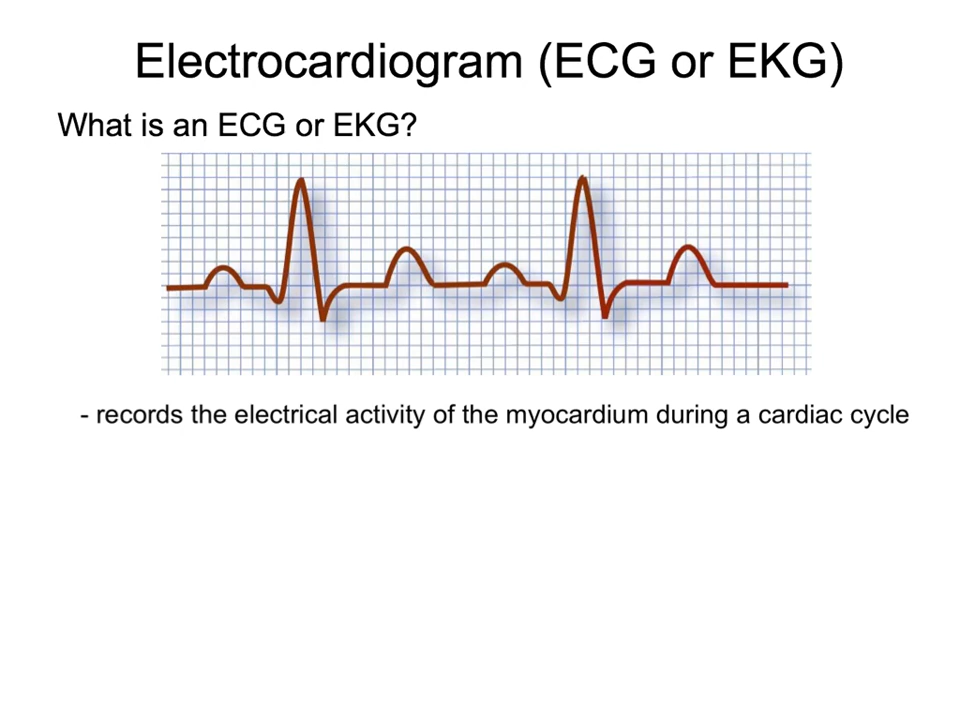 Electrocardiogram (ECG or EKG)
What is an ECG or EKG?
- records the electrical activity of the myocardium during a cardiac cycle